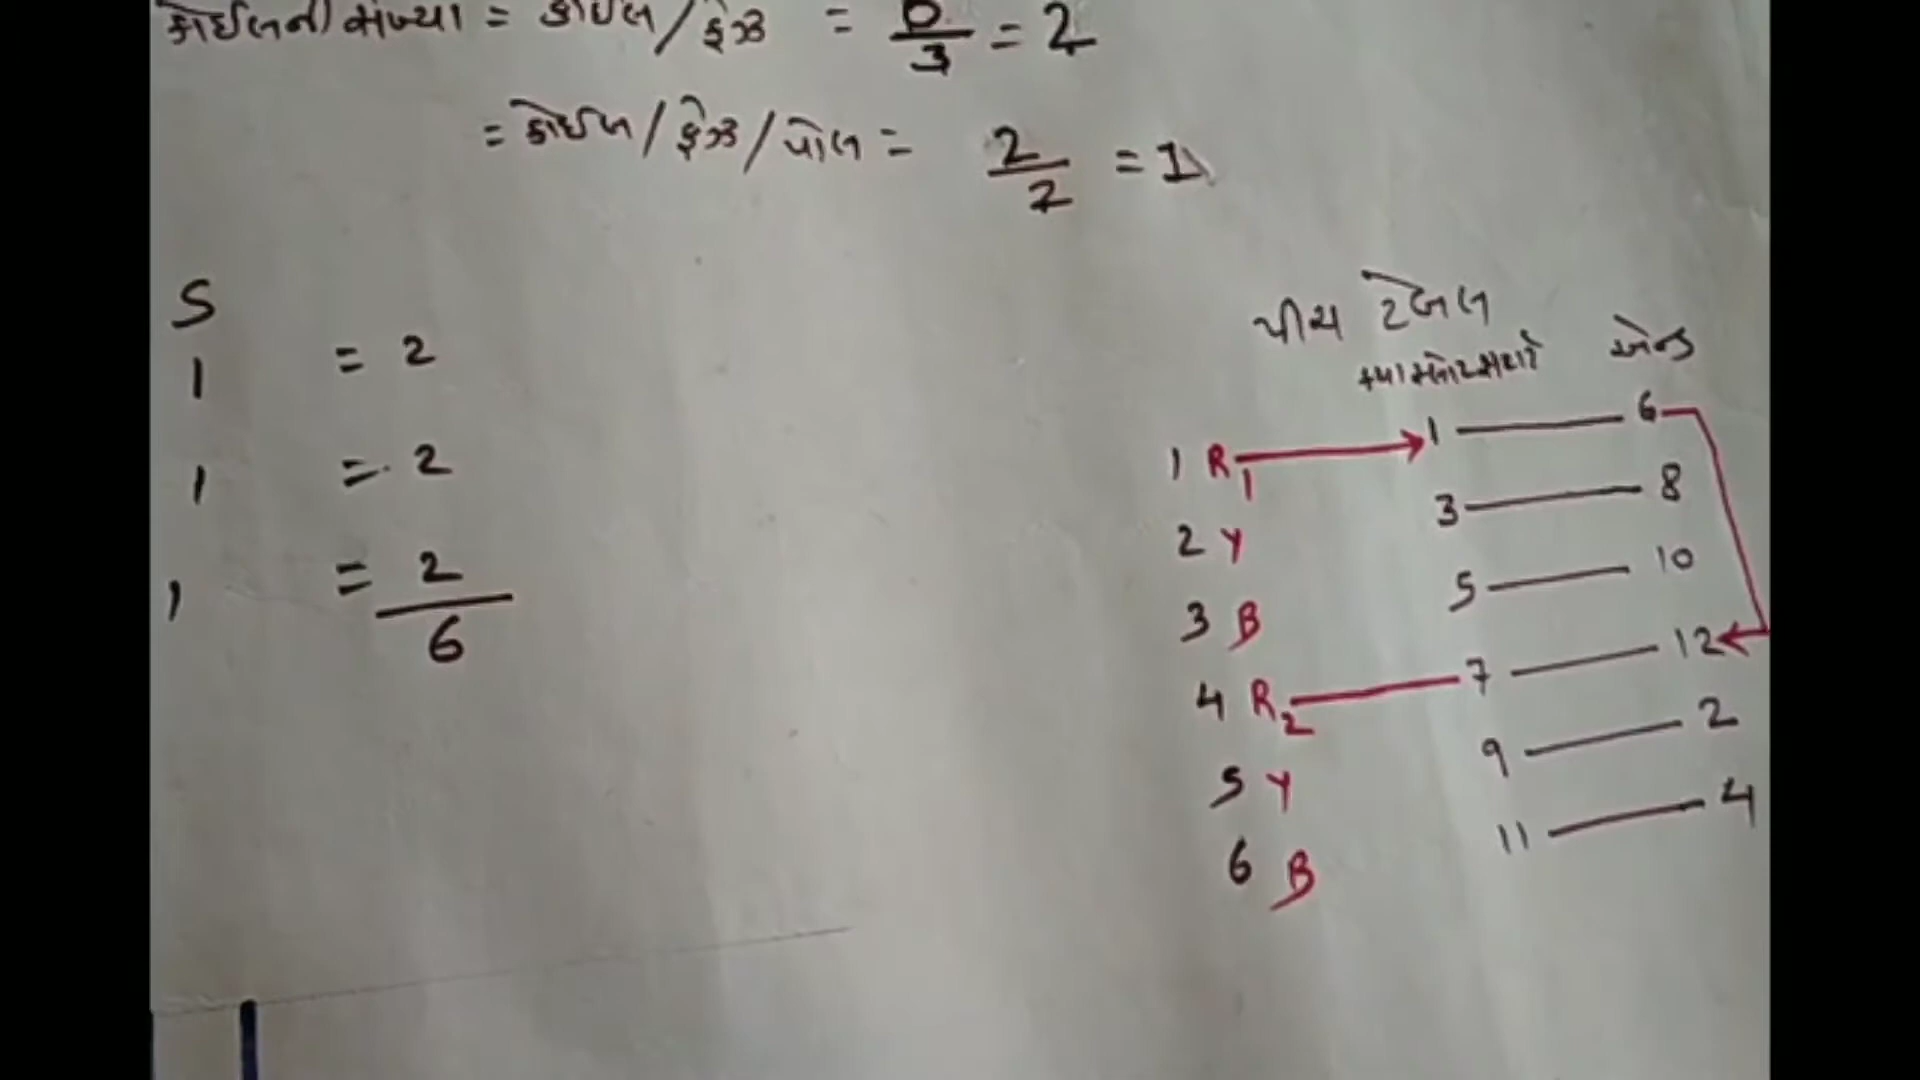 કોઈલની સંખ્યા = કોઈલ/ફેઝ = 6/3 = 2
= કોઈલ/ફેઝ/પોલ = 2/2 = 1
S
1 = 2
1 = 2
1 = 2
6
પીચ ટેબલ
એન્ડ
1 R1 1 6
2 Y 3 8
3 B 5 10
4 R2 7 12
5 Y 9 2
6 B 11 4